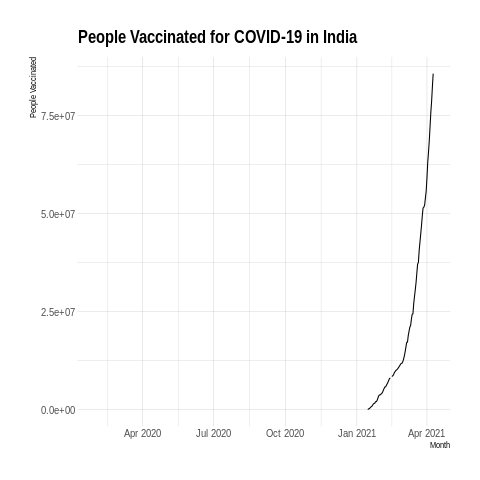 People Vaccinated for COVID-19 in India
People Vaccinated
7.5e+07
5.0e+07
2.5e+07
0.0e+00
Apr 2020 Jul 2020 Oct 2020 Jan 2021 Apr 2021
Month